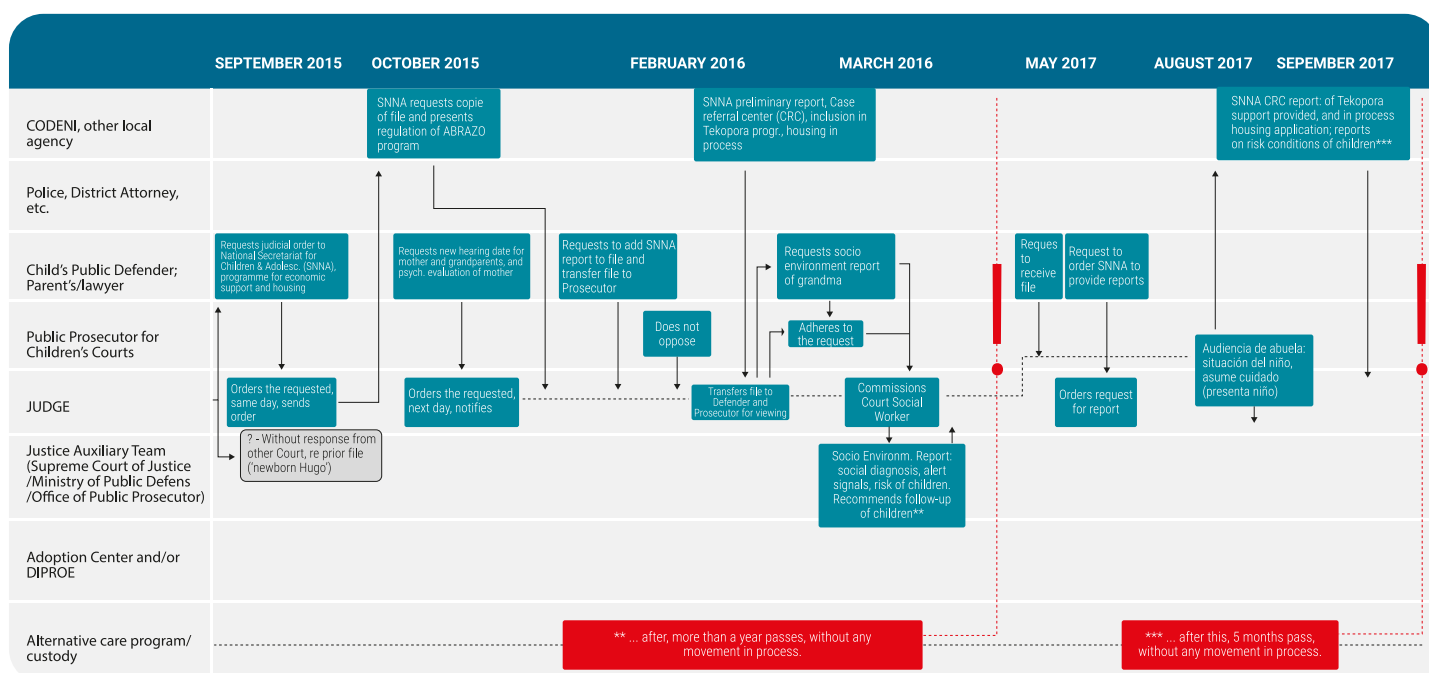 SEPTEMBER 2015
OCTOBER 2015
FEBRUARY 2016
MARCH 2016
MAY 2017
AUGUST 2017
SEPEMBER 2017
CODENI, other local
agency
SNNA requests copie
of file and presents
regulation of ABRAZO
program
SNNA preliminary report, Case
referral center (CRC), inclusion in
Tekopora progr., housing in
process
SNNA CRC report: of Tekopora
support provided, and in process
housing application; reports
on risk conditions of children***
Police, District Attorney,
etc.
Child's Public Defender;
Parent's/lawyer
Requests judicial order to
National Secretariat for
Children & Adolesc. (SNNA),
programme for economic
support and housing
Requests new hearing date for
mother and grandparents, and
psych. evaluation of mother
Requests to add SNNA
report to file and
transfer file to
Prosecutor
Requests socio
environment report
of grandma
Reques
to
receive
file
Request to
order SNNA to
provide reports
Public Prosecutor for
Children's Courts
Does not
oppose
Adheres to
the request
Audiencia de abuela:
situación del niño,
asume cuidado
(presenta niño)
JUDGE
Orders the requested,
same day, sends
order
Orders the requested,
next day, notifies
Transfers file to
Defender and
Prosecutor for viewing
Commissions
Court Social
Worker
Orders request
for report
Justice Auxiliary Team
(Supreme Court of Justice
/Ministry of Public Defens
/Office of Public Prosecutor)
? - Without response from
other Court, re prior file
('newborn Hugo')
Socio Environm. Report:
social diagnosis, alert
signals, risk of children.
Recommends follow-up
of children**
Adoption Center and/or
DIPROE
Alternative care program/
custody
** ... after, more than a year passes, without any
movement in process.
*** ... after this, 5 months pass,
without any movement in process.